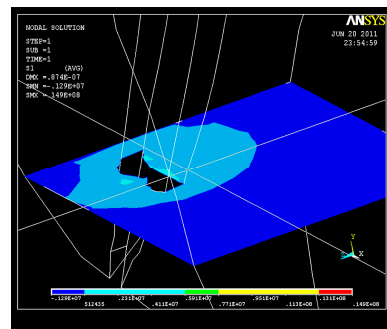 NODAL SOLUTION
ANSYS
JUN 20 2011
23:54:59
STEP=1
SUB =1
TIME=1
S1 (AVG)
DMX =.874E-07
SMN =-.129E+07
SMX =.149E+08
Y
X
-.129E+07 .231E+07 .591E+07 .951E+07 .131E+08
512435 .411E+07 .771E+07 .113E+08 .149E+08